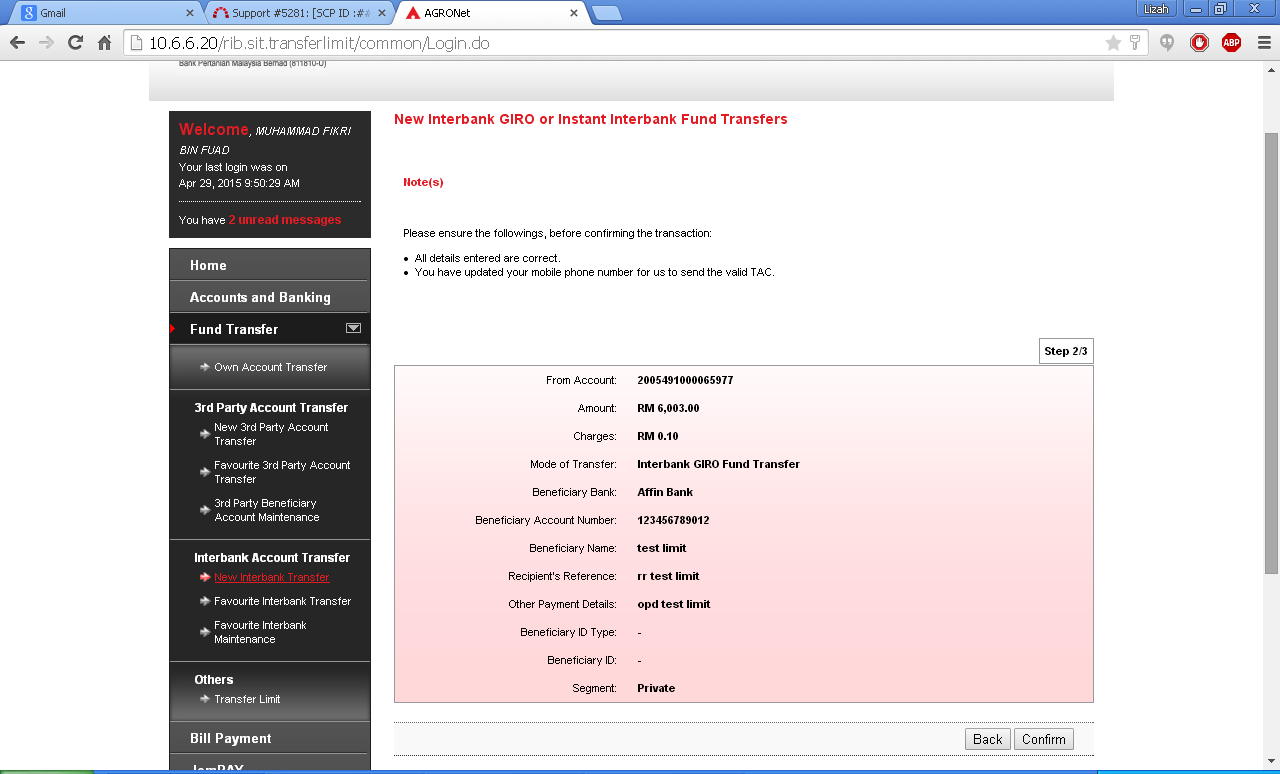 Gmail
Support #5281: [SCP ID :##
AGRONet
Lizah
10.6.6.20/rib.sit.transferlimit/common/Login.do
ABP
Bank Pertanian Malaysia Berhad (811810-U)
Welcome, MUHAMMAD FIKRI
BIN FUAD
Your last login was on
Apr 29, 2015 9:50:29 AM
You have 2 unread messages
Home
Accounts and Banking
Fund Transfer
Own Account Transfer
3rd Party Account Transfer
New 3rd Party Account
Transfer
Favourite 3rd Party Account
Transfer
3rd Party Beneficiary
Account Maintenance
Interbank Account Transfer
New Interbank Transfer
Favourite Interbank Transfer
Favourite Interbank
Maintenance
Others
Transfer Limit
Bill Payment
JomPAY
New Interbank GIRO or Instant Interbank Fund Transfers
Note(s)
Please ensure the followings, before confirming the transaction:
• All details entered are correct.
• You have updated your mobile phone number for us to send the valid TAC.
Step 2/3
From Account: 2005491000065977
Amount: RM 6,003.00
Charges: RM 0.10
Mode of Transfer: Interbank GIRO Fund Transfer
Beneficiary Bank: Affin Bank
Beneficiary Account Number: 123456789012
Beneficiary Name: test limit
Recipient's Reference: rr test limit
Other Payment Details: opd test limit
Beneficiary ID Type: -
Beneficiary ID: -
Segment: Private
Back Confirm